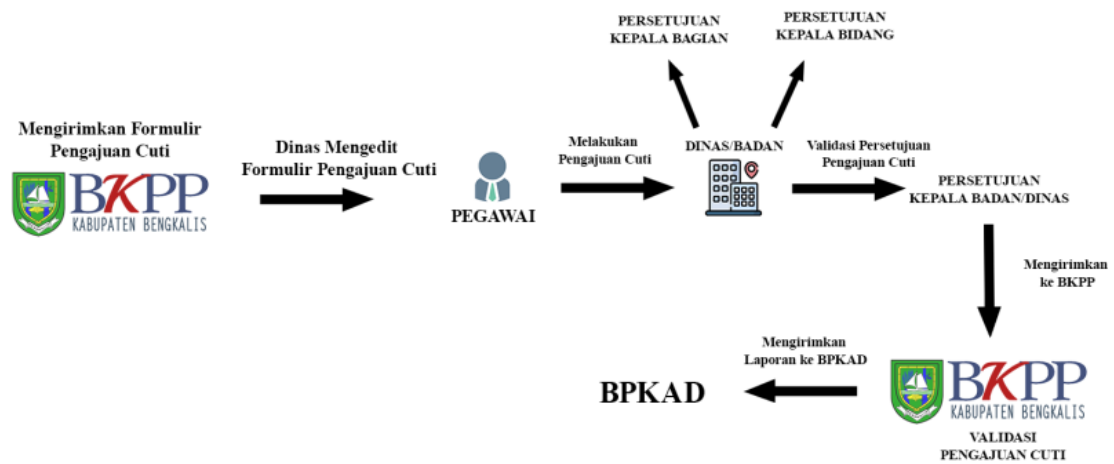 PERSETUJUAN
KEPALA BAGIAN
PERSETUJUAN
KEPALA BIDANG
Mengirimkan Formulir
Pengajuan Cuti
BKPP
KABUPATEN BENGKALIS
Dinas Mengedit
Formulir Pengajuan Cuti
PEGAWAI
Melakukan
Pengajuan Cuti
DINAS/BADAN
Validasi Persetujuan
Pengajuan Cuti
PERSETUJUAN
KEPALA BADAN/DINAS
Mengirimkan
ke BKPP
BKPP
KABUPATEN BENGKALIS
VALIDASI
PENGAJUAN CUTI
Mengirimkan
Laporan ke BPKAD
BPKAD